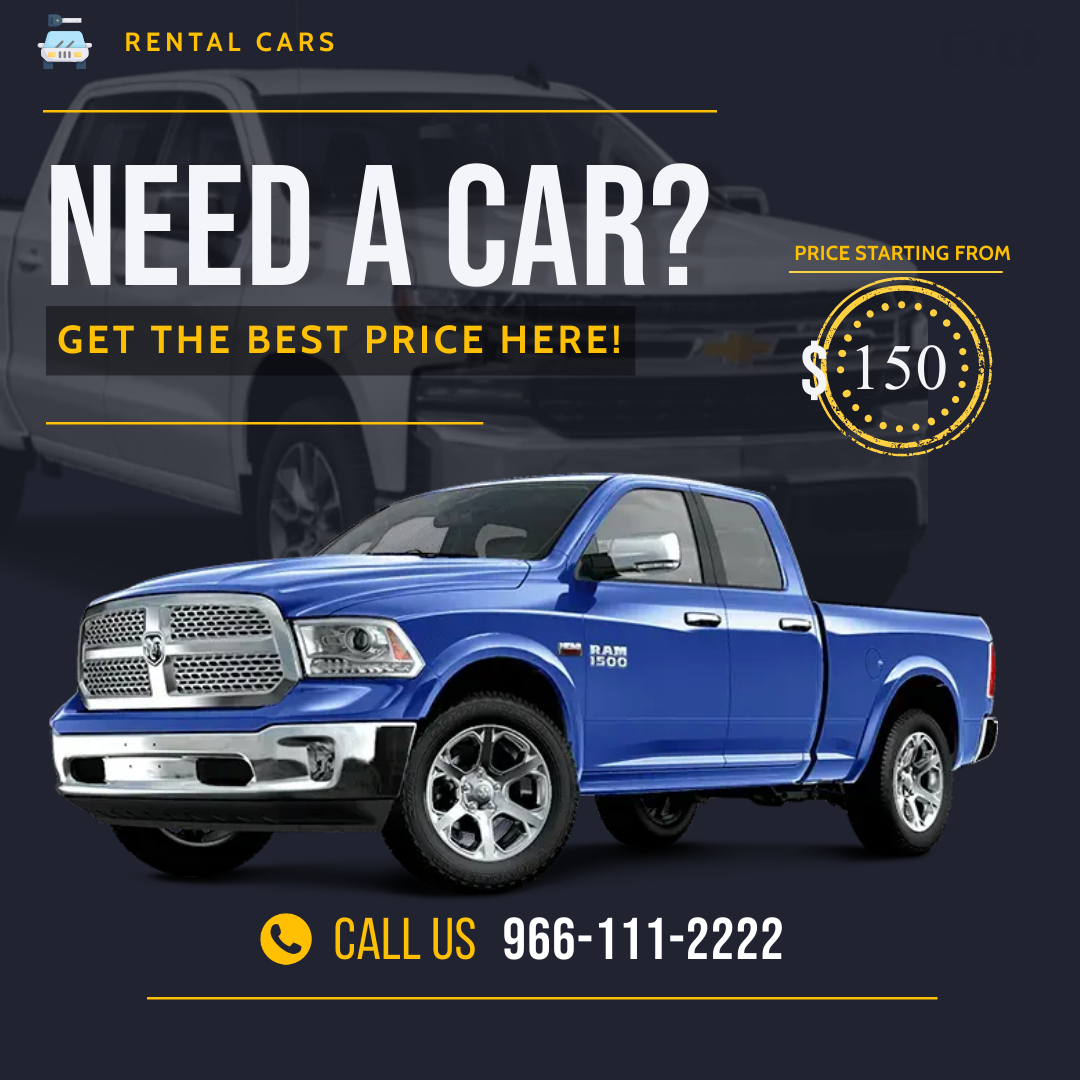 RENTAL CARS
NEED A CAR?
GET THE BEST PRICE HERE!
PRICE STARTING FROM
$ 150
RAM
1500
CALL US 966-111-2222